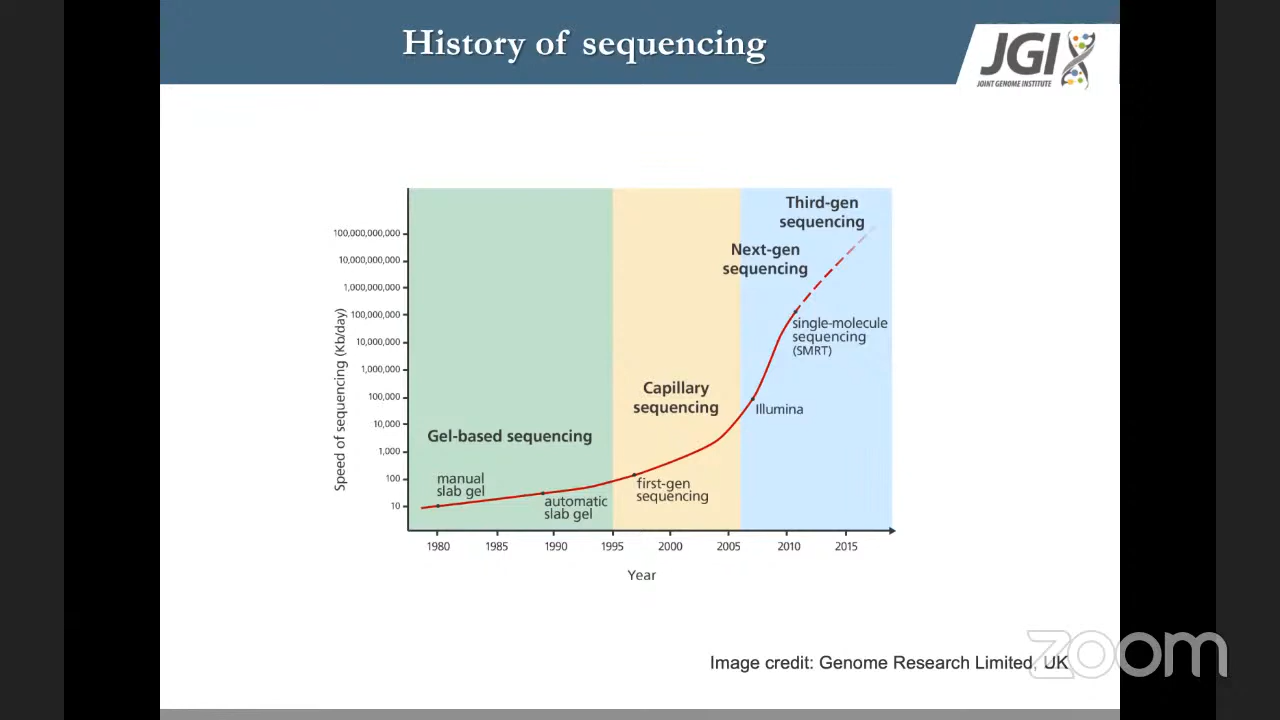 History of sequencing
JGI
JOINT GENOME INSTITUTE
Third-gen
sequencing
Next-gen
sequencing
100,000,000,000
10,000,000,000
1,000,000,000
100,000,000
10,000,000
1,000,000
100,000
10,000
1,000
100
10
Speed of sequencing (Kb/day)
single-molecule
sequencing
(SMRT)
Capillary
sequencing
Illumina
Gel-based sequencing
manual
slab gel
automatic
slab gel
first-gen
sequencing
1980 1985 1990 1995 2000 2005 2010 2015
Year
Image credit: Genome Research Limited, UK
zoom